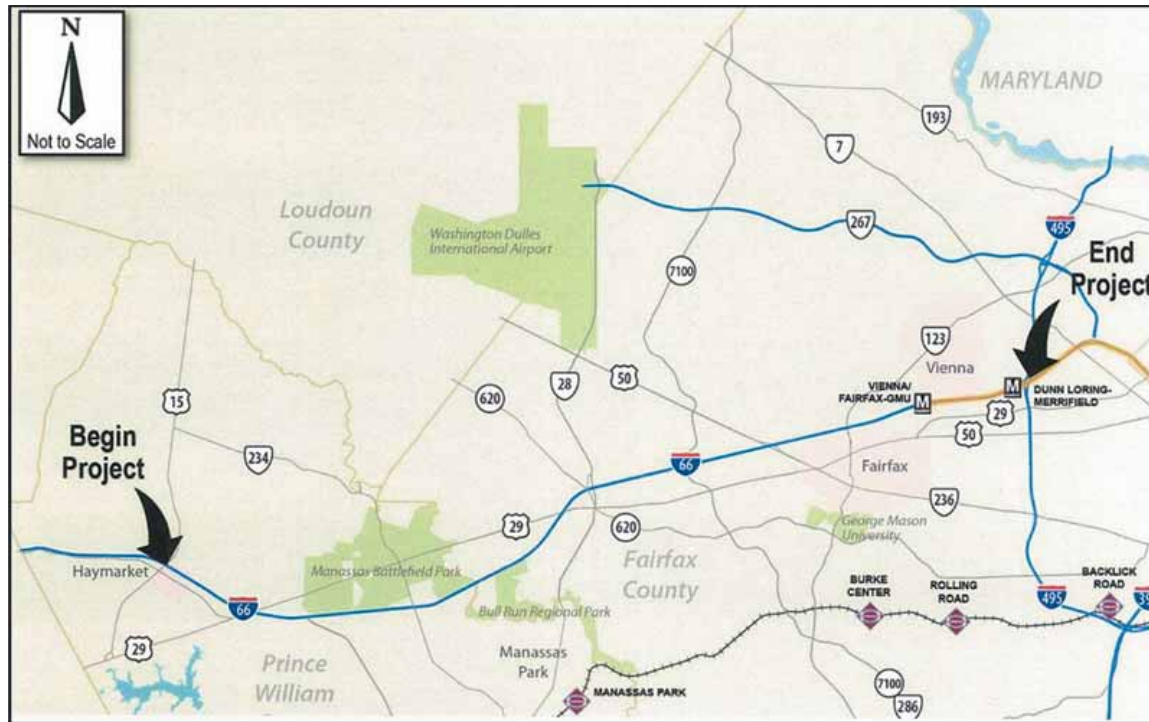 N
Not to Scale
MARYLAND
193
7
Loudoun
County
Washington Dulles
International Airport
267
495
End
Project
7100
123
Vienna
15
620
28
50
VIENNA/
FAIRFAX-GMU
M
M
DUNN LORING-
MERRIFIELD
29
50
Begin
Project
234
66
Fairfax
236
29
620
George Mason
University
Haymarket
Manassas Battlefield Park
Fairfax
County
66
Bull Run Regional Park
BURKE
CENTER
ROLLING
ROAD
BACKLICK
ROAD
495
29
Prince
William
Manassas
Park
MANASSAS PARK
7100
286